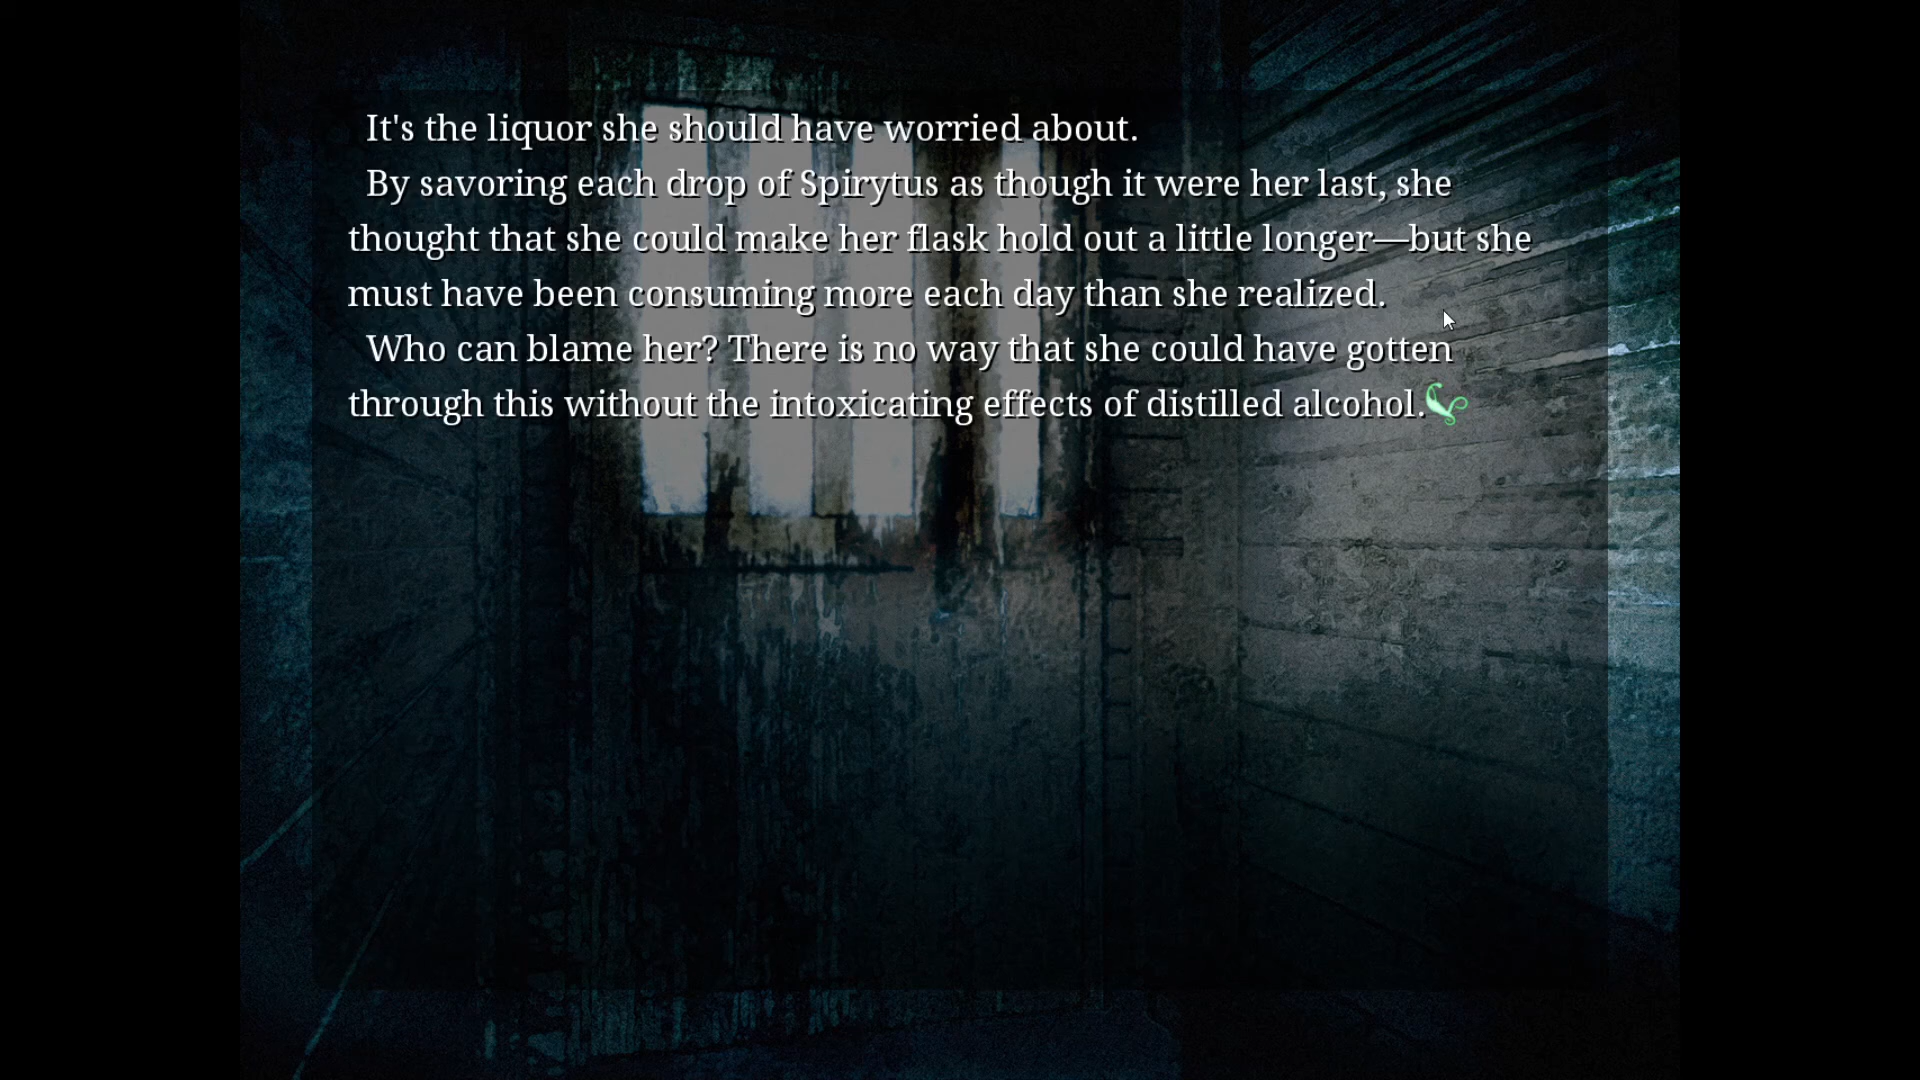 It's the liquor she should have worried about.
By savoring each drop of Spirytus as though it were her last, she
thought that she could make her flask hold out a little longer—but she
must have been consuming more each day than she realized.
Who can blame her? There is no way that she could have gotten
through this without the intoxicating effects of distilled alcohol.